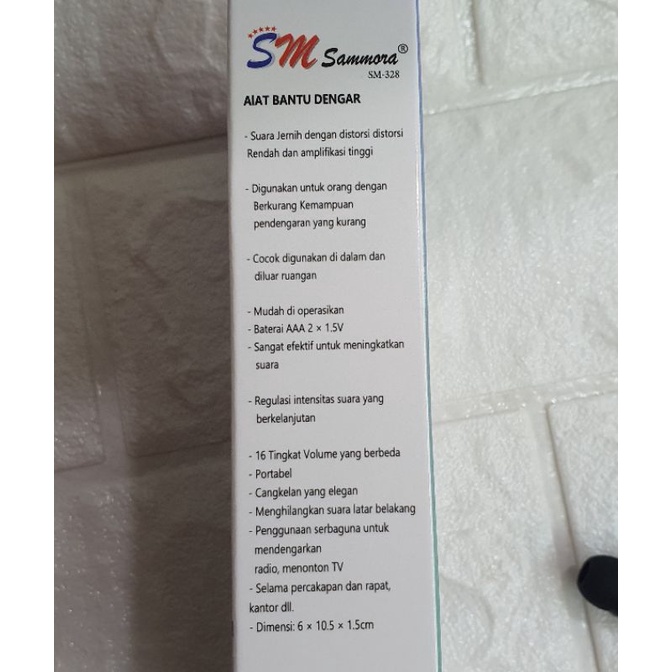 SM Sammora®
SM-328
AlAT BANTU DENGAR
- Suara Jernih dengan distorsi distorsi
Rendah dan amplifikasi tinggi
- Digunakan untuk orang dengan
Berkurang Kemampuan
pendengaran yang kurang
- Cocok digunakan di dalam dan
diluar ruangan
- Mudah di operasikan
- Baterai AAA 2 × 1.5V
- Sangat efektif untuk meningkatkan
suara
- Regulasi intensitas suara yang
berkelanjutan
- 16 Tingkat Volume yang berbeda
- Portabel
- Cangkelan yang elegan
- Menghilangkan suara latar belakang
- Penggunaan serbaguna untuk
mendengarkan
radio, menonton TV
- Selama percakapan dan rapat,
kantor dll.
- Dimensi: 6 × 10.5 × 1.5cm